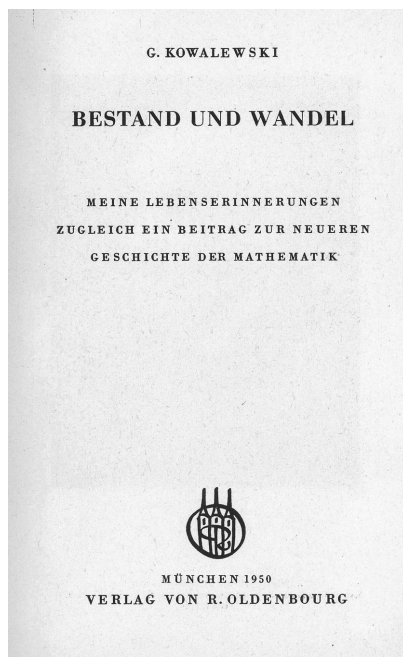 G. KOWALEWSKI
BESTAND UND WANDEL
MEINE LEBENSERINNERUNGEN
ZUGLEICH EIN BEITRAG ZUR NEUEREN
GESCHICHTE DER MATHEMATIK
MÜNCHEN 1950
VERLAG VON R. OLDENBOURG